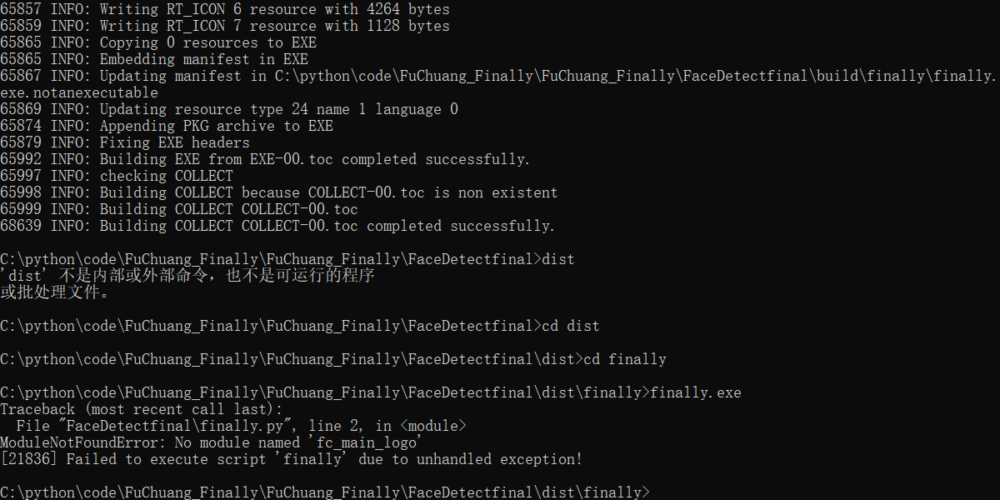 65857 INFO: Writing RT_ICON 6 resource with 4264 bytes
65859 INFO: Writing RT_ICON 7 resource with 1128 bytes
65865 INFO: Copying 0 resources to EXE
65865 INFO: Embedding manifest in EXE
65867 INFO: Updating manifest in C:\python\code\FuChuang_Finally\FuChuang_Finally\FaceDetectfinal\build\finally\finally.
exe.notanexecutable
65869 INFO: Updating resource type 24 name 1 language 0
65874 INFO: Appending PKG archive to EXE
65879 INFO: Fixing EXE headers
65992 INFO: Building EXE from EXE-00.toc completed successfully.
65997 INFO: checking COLLECT
65998 INFO: Building COLLECT because COLLECT-00.toc is non existent
65999 INFO: Building COLLECT COLLECT-00.toc
68639 INFO: Building COLLECT COLLECT-00.toc completed successfully.
C:\python\code\FuChuang_Finally\FuChuang_Finally\FaceDetectfinal>dist
'dist' 不是内部或外部命令，也不是可运行的程序
或批处理文件。
C:\python\code\FuChuang_Finally\FuChuang_Finally\FaceDetectfinal>cd dist
C:\python\code\FuChuang_Finally\FuChuang_Finally\FaceDetectfinal\dist>cd finally
C:\python\code\FuChuang_Finally\FuChuang_Finally\FaceDetectfinal\dist\finally>finally.exe
Traceback (most recent call last):
  File "FaceDetectfinal\finally.py", line 2, in <module>
ModuleNotFoundError: No module named 'fc_main_logo'
[21836] Failed to execute script 'finally' due to unhandled exception!
C:\python\code\FuChuang_Finally\FuChuang_Finally\FaceDetectfinal\dist\finally>